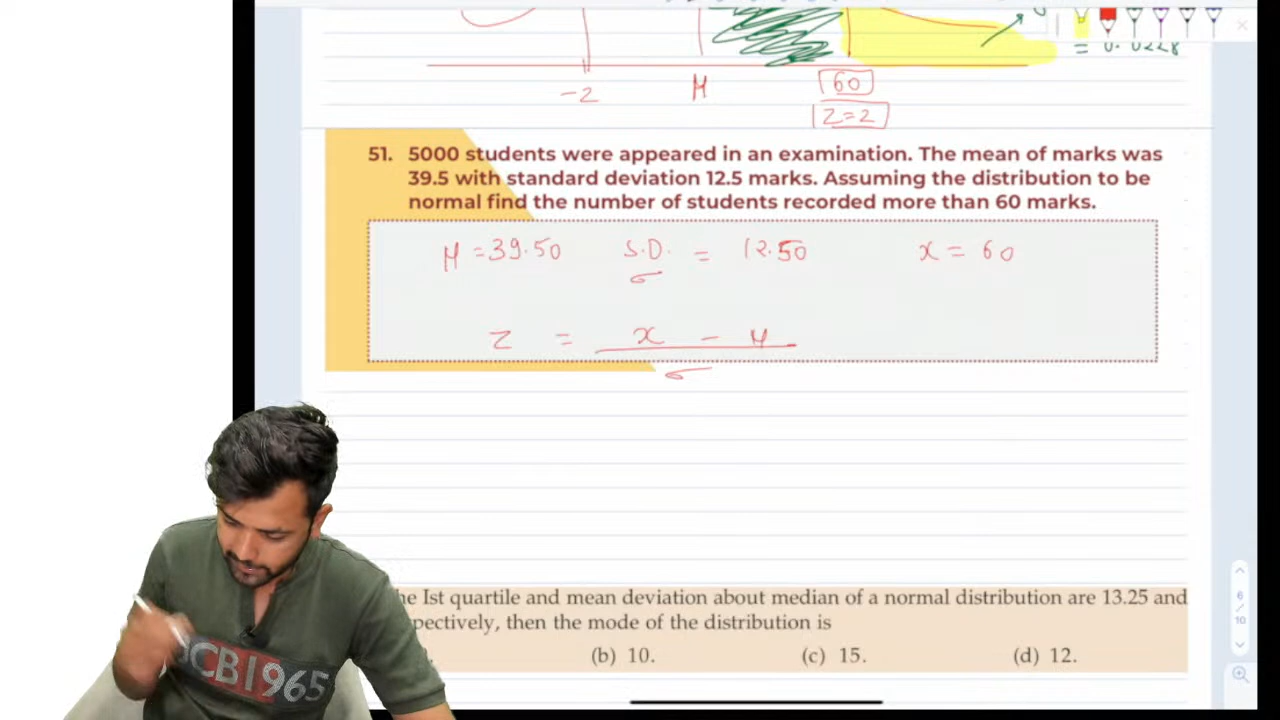 = 0.0228
-2 μ 60
Z=2
51. 5000 students were appeared in an examination. The mean of marks was
39.5 with standard deviation 12.5 marks. Assuming the distribution to be
normal find the number of students recorded more than 60 marks.
μ = 39.50 S.D. = 12.50 x = 60
σ
z = x - μ
σ
he Ist quartile and mean deviation about median of a normal distribution are 13.25 and
pectively, then the mode of the distribution is
(b) 10. (c) 15. (d) 12.
CB1965
6
/
10